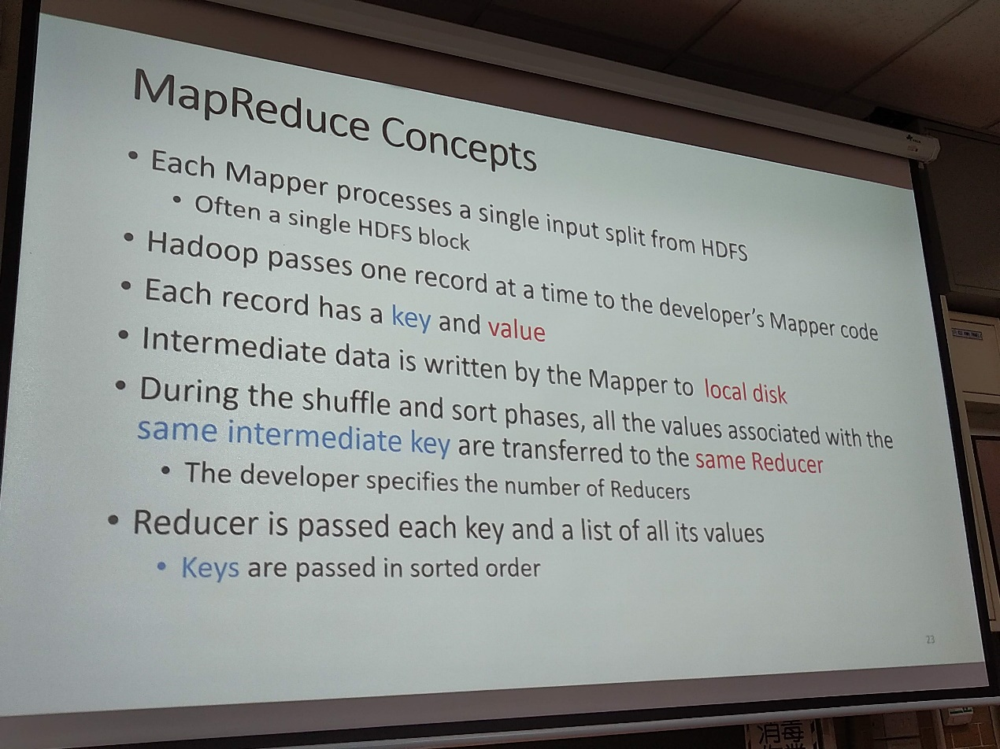 MapReduce Concepts
• Each Mapper processes a single input split from HDFS
• Often a single HDFS block
• Hadoop passes one record at a time to the developer’s Mapper code
• Each record has a key and value
• Intermediate data is written by the Mapper to local disk
• During the shuffle and sort phases, all the values associated with the
same intermediate key are transferred to the same Reducer
• The developer specifies the number of Reducers
• Reducer is passed each key and a list of all its values
• Keys are passed in sorted order
23
消毒